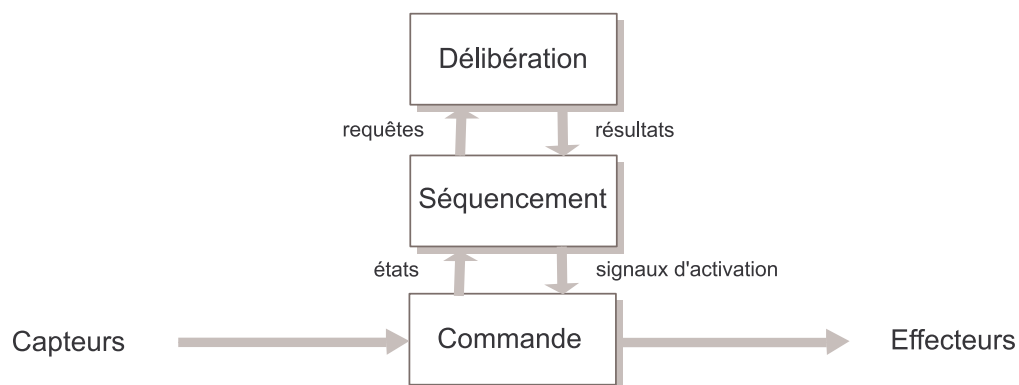 Délibération
requêtes
résultats
Séquencement
états
signaux d'activation
Capteurs
Commande
Effecteurs